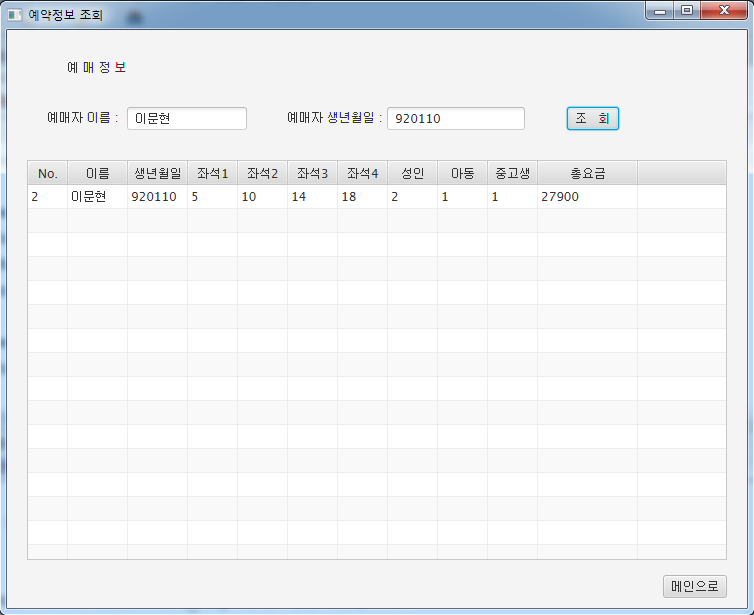 예약정보 조회
예 매 정 보
예매자 이름 : 이문현 예매자 생년월일 : 920110 조 회
No. 이름 생년월일 좌석1 좌석2 좌석3 좌석4 성인 아동 중고생 총요금
2 이문현 920110 5 10 14 18 2 1 1 27900
메인으로